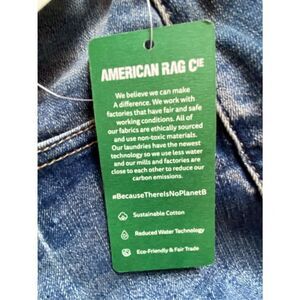 AMERICAN RAG CIE
We believe we can make
A difference. We work with
factories that have fair and safe
working conditions. All of
our fabrics are ethically sourced
and use non-toxic materials.
Our laundries have the newest
technology so we use less water
and our mills and factories are
close to each other to reduce our
carbon emissions.
#BecauseThereIsNoPlanetB
Sustainable Cotton
Reduced Water Technology
Eco-Friendly & Fair Trade